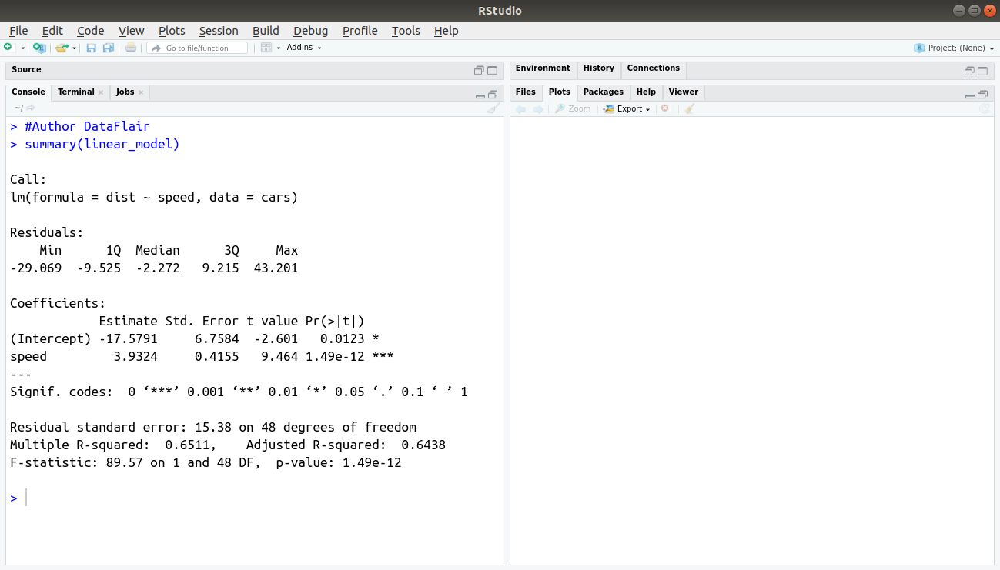 RStudio
File Edit Code View Plots Session Build Debug Profile Tools Help
Go to file/function Addins Project: (None)
Source
Console Terminal Jobs
~/
> #Author DataFlair
> summary(linear_model)
Call:
lm(formula = dist ~ speed, data = cars)
Residuals:
    Min      1Q  Median      3Q     Max
-29.069  -9.525  -2.272   9.215  43.201
Coefficients:
            Estimate Std. Error t value Pr(>|t|)
(Intercept) -17.5791     6.7584  -2.601   0.0123 *
speed         3.9324     0.4155   9.464 1.49e-12 ***
---
Signif. codes:  0 ‘***’ 0.001 ‘**’ 0.01 ‘*’ 0.05 ‘.’ 0.1 ‘ ’ 1
Residual standard error: 15.38 on 48 degrees of freedom
Multiple R-squared:  0.6511,    Adjusted R-squared:  0.6438
F-statistic: 89.57 on 1 and 48 DF,  p-value: 1.49e-12
>
Environment History Connections
Files Plots Packages Help Viewer
Zoom Export